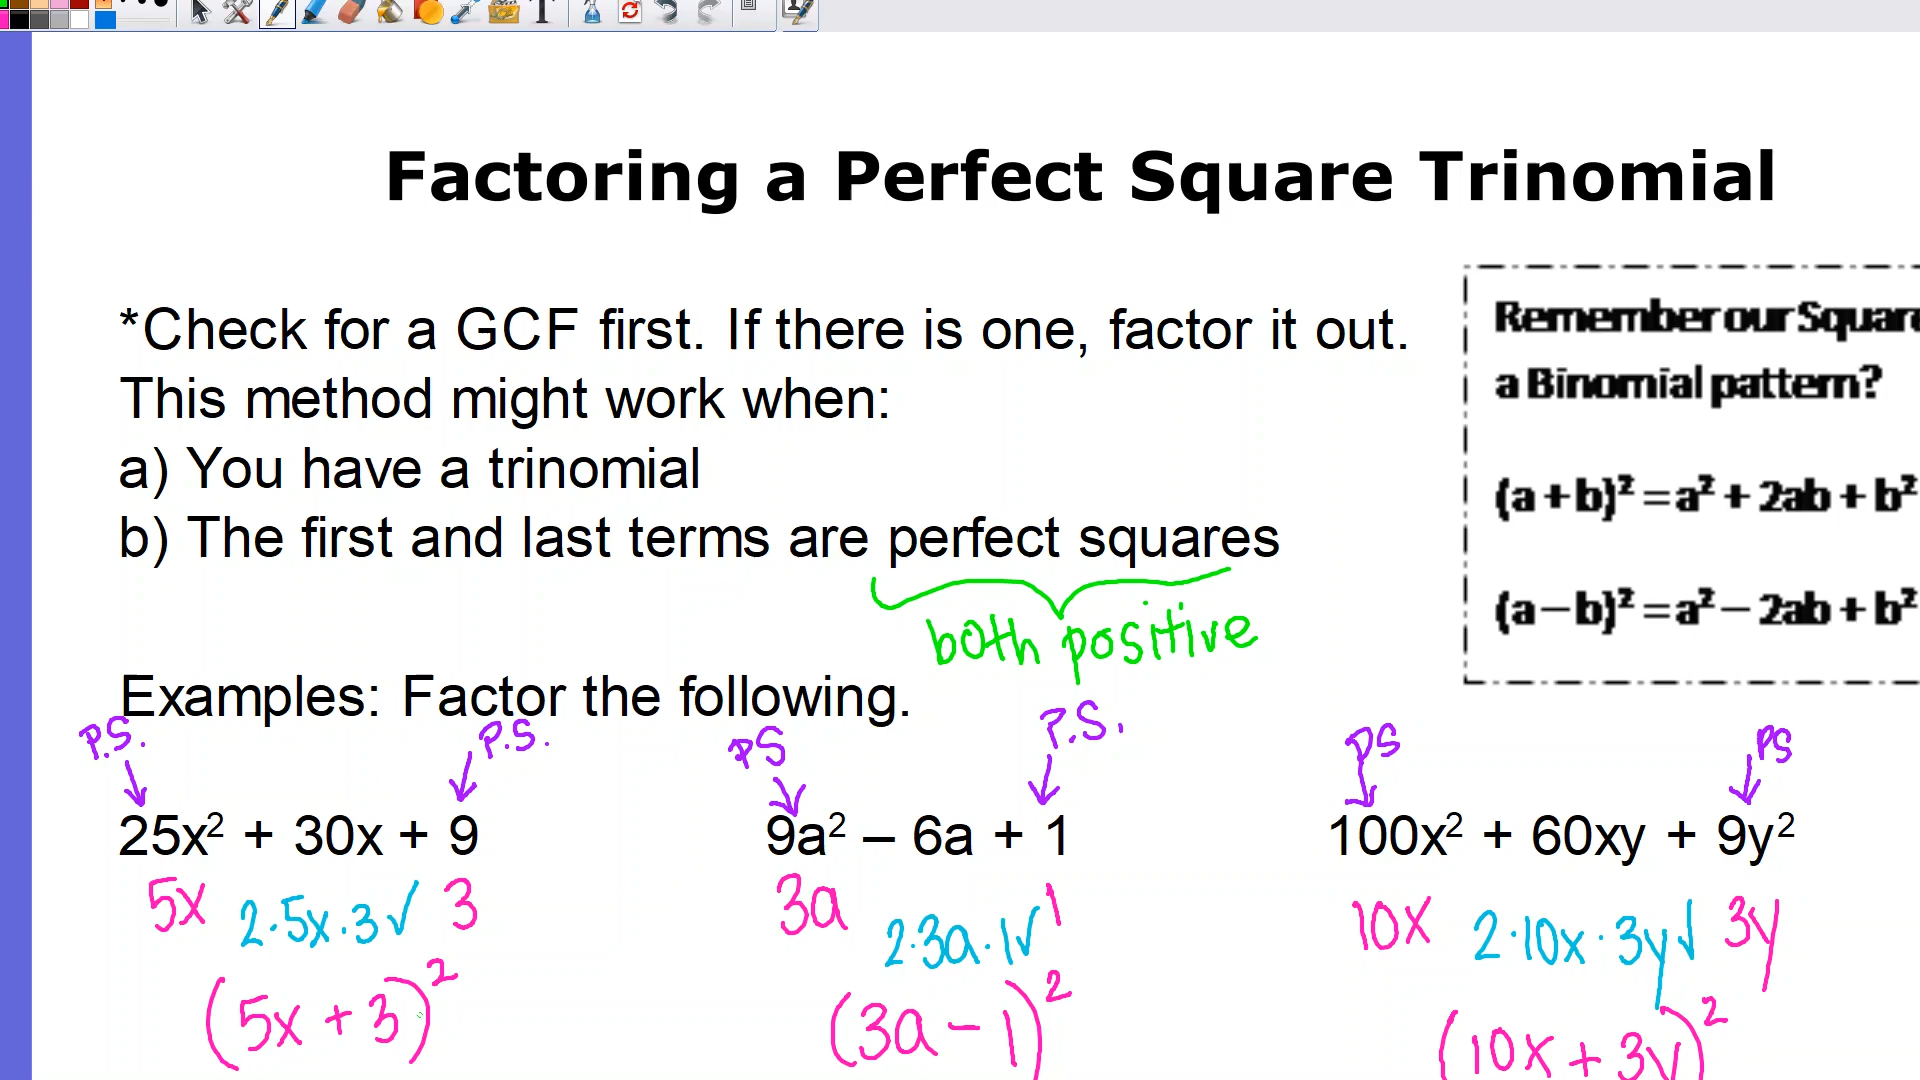 Factoring a Perfect Square Trinomial
*Check for a GCF first. If there is one, factor it out.
This method might work when:
a) You have a trinomial
b) The first and last terms are perfect squares
both positive
Remember our Square
a Binomial pattern?
(a + b)² = a² + 2ab + b²
(a – b)² = a² – 2ab + b²
Examples: Factor the following.
P.S. P.S. PS P.S. PS PS
25x² + 30x + 9 9a² – 6a + 1 100x² + 60xy + 9y²
5x 2·5x·3√ 3 3a 2·3a·1√ 1 10x 2·10x·3y√ 3y
(5x + 3)² (3a – 1)² (10x + 3y)²